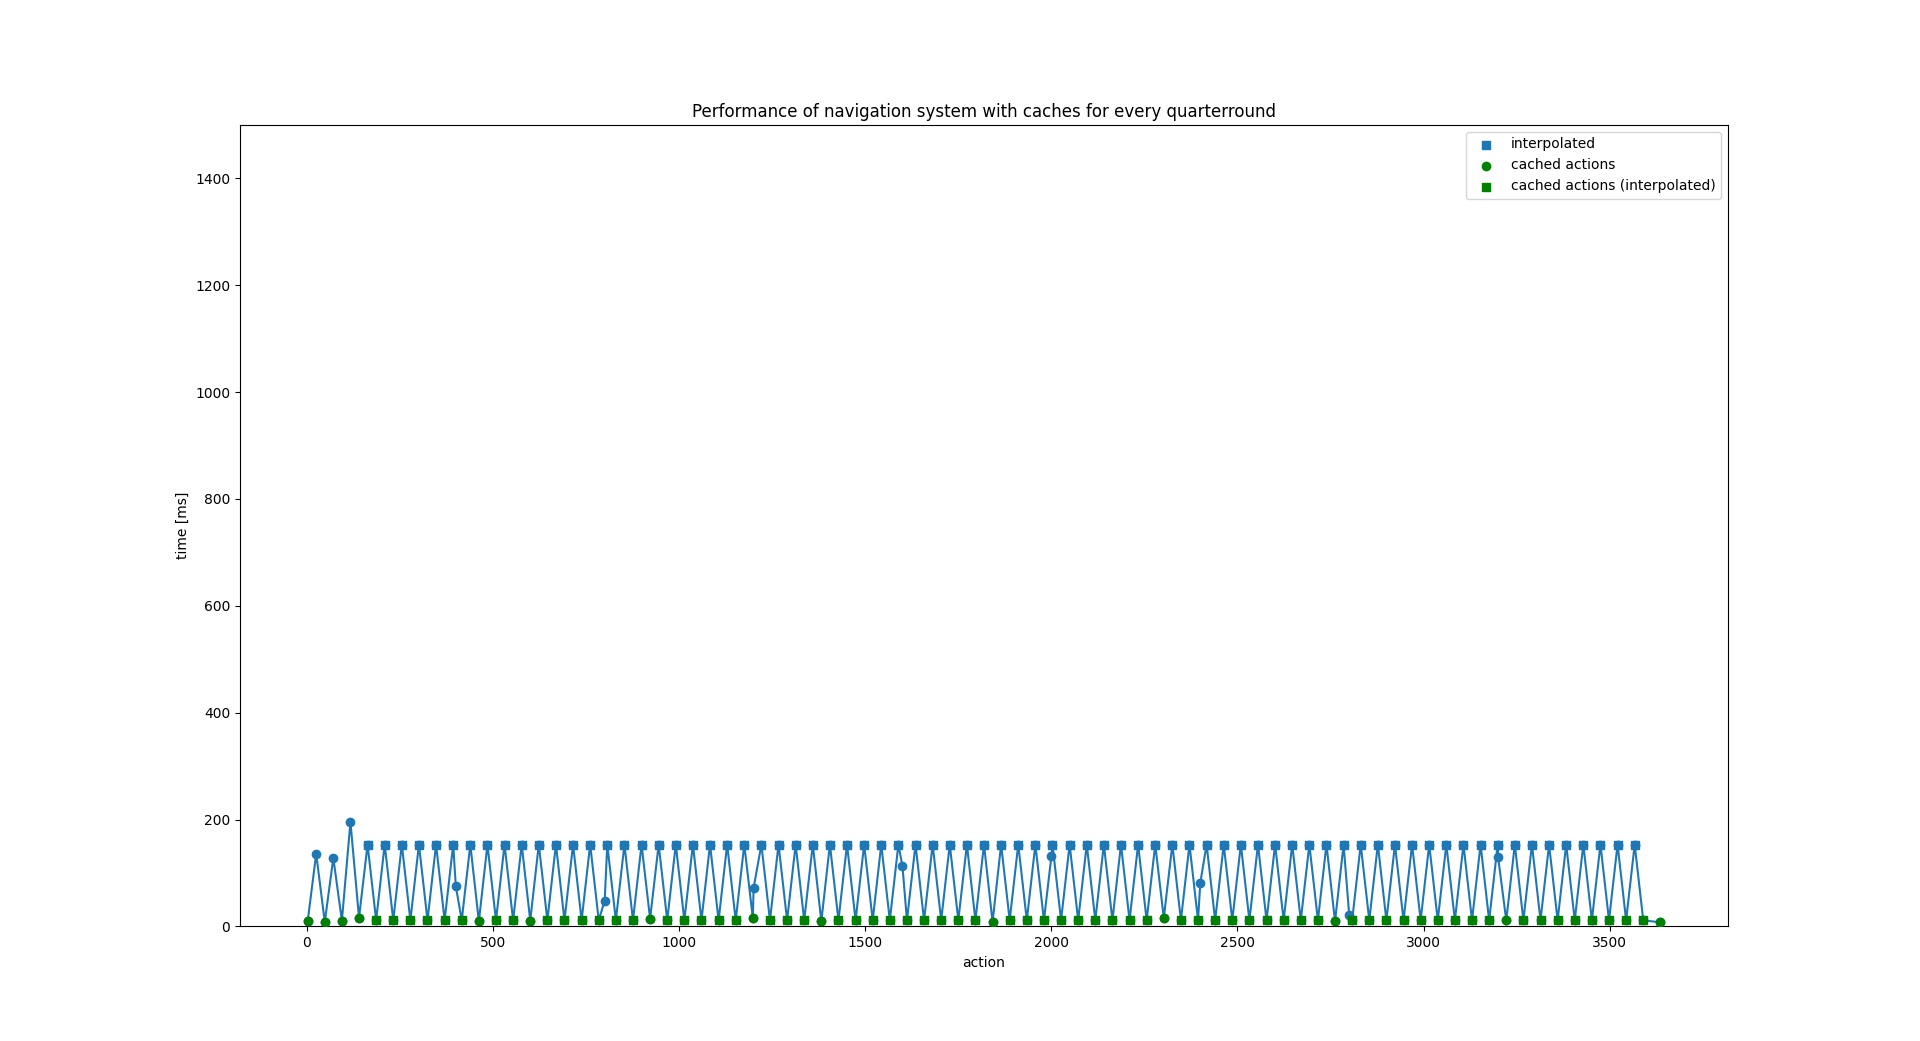 Performance of navigation system with caches for every quarterround
interpolated
cached actions
cached actions (interpolated)
1400
1200
1000
800
600
400
200
0
time [ms]
0 500 1000 1500 2000 2500 3000 3500
action